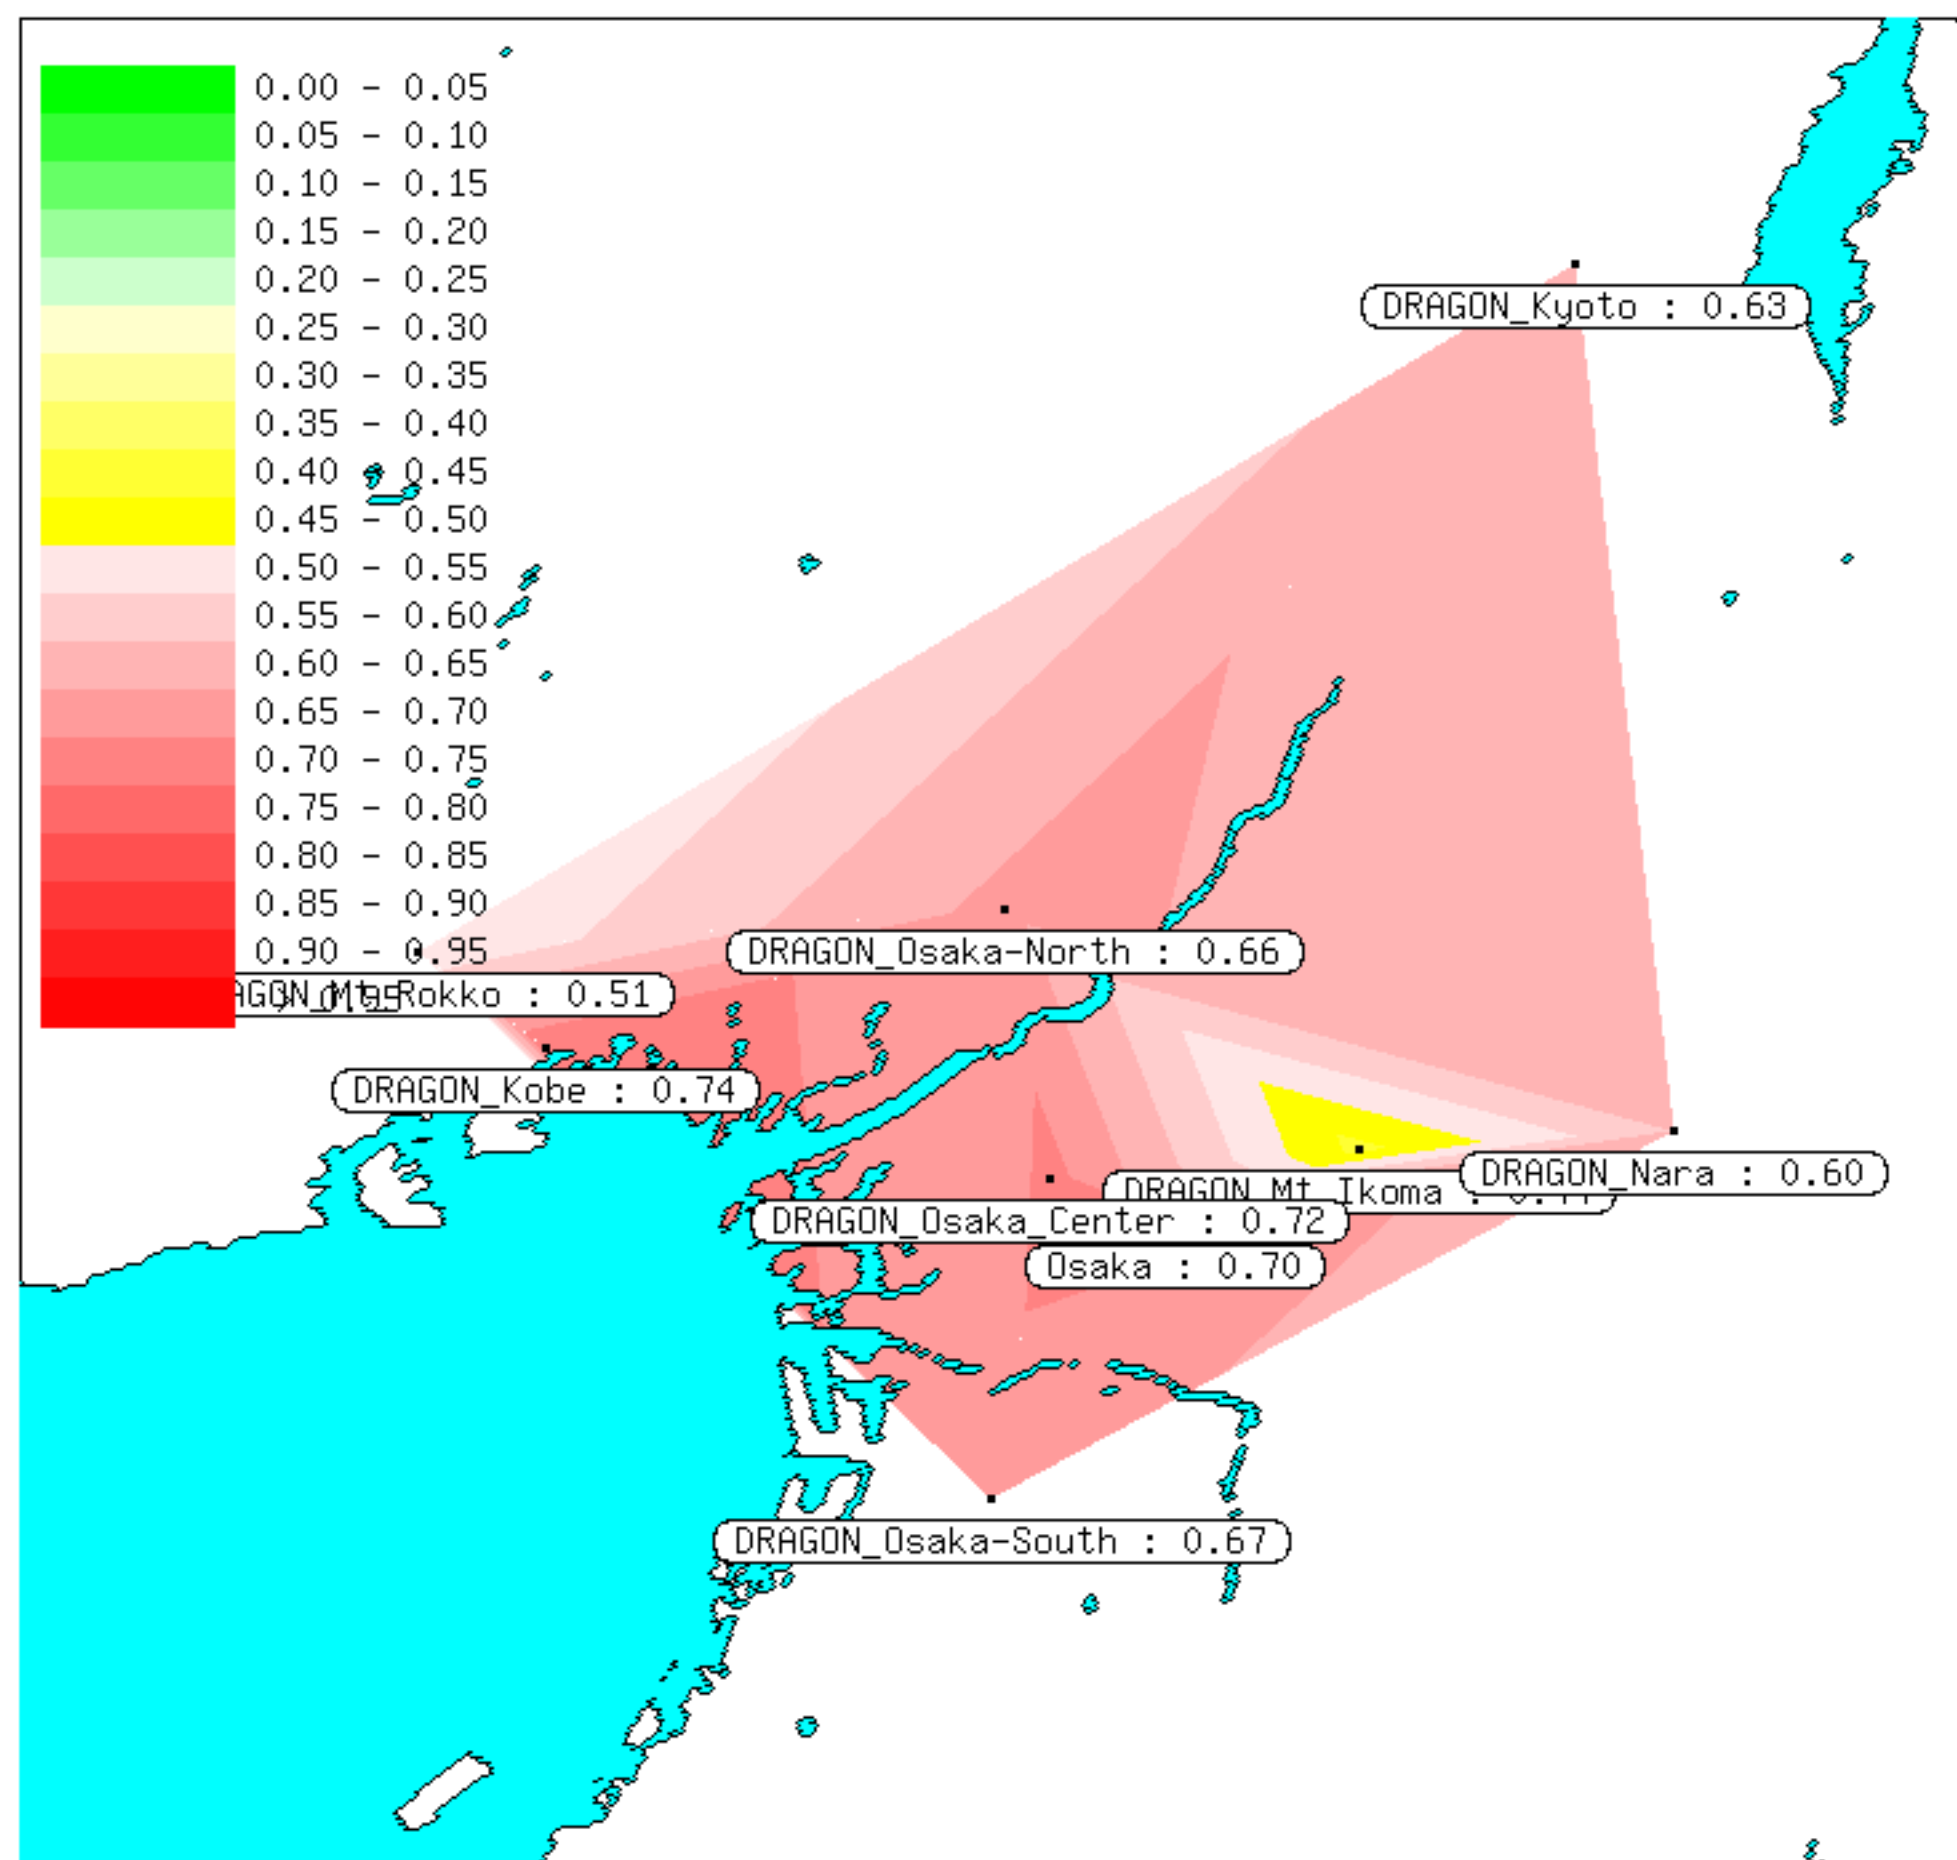 0.00 - 0.05
0.05 - 0.10
0.10 - 0.15
0.15 - 0.20
0.20 - 0.25
0.25 - 0.30
0.30 - 0.35
0.35 - 0.40
0.40 - 0.45
0.45 - 0.50
0.50 - 0.55
0.55 - 0.60
0.60 - 0.65
0.65 - 0.70
0.70 - 0.75
0.75 - 0.80
0.80 - 0.85
0.85 - 0.90
0.90 - 0.95
DRAGON_Kyoto : 0.63
DRAGON_Osaka-North : 0.66
Rokko : 0.51
DRAGON_Kobe : 0.74
DRAGON_Nara : 0.60
DRAGON_Mt_Ikoma :
DRAGON_Osaka_Center : 0.72
Osaka : 0.70
DRAGON_Osaka-South : 0.67